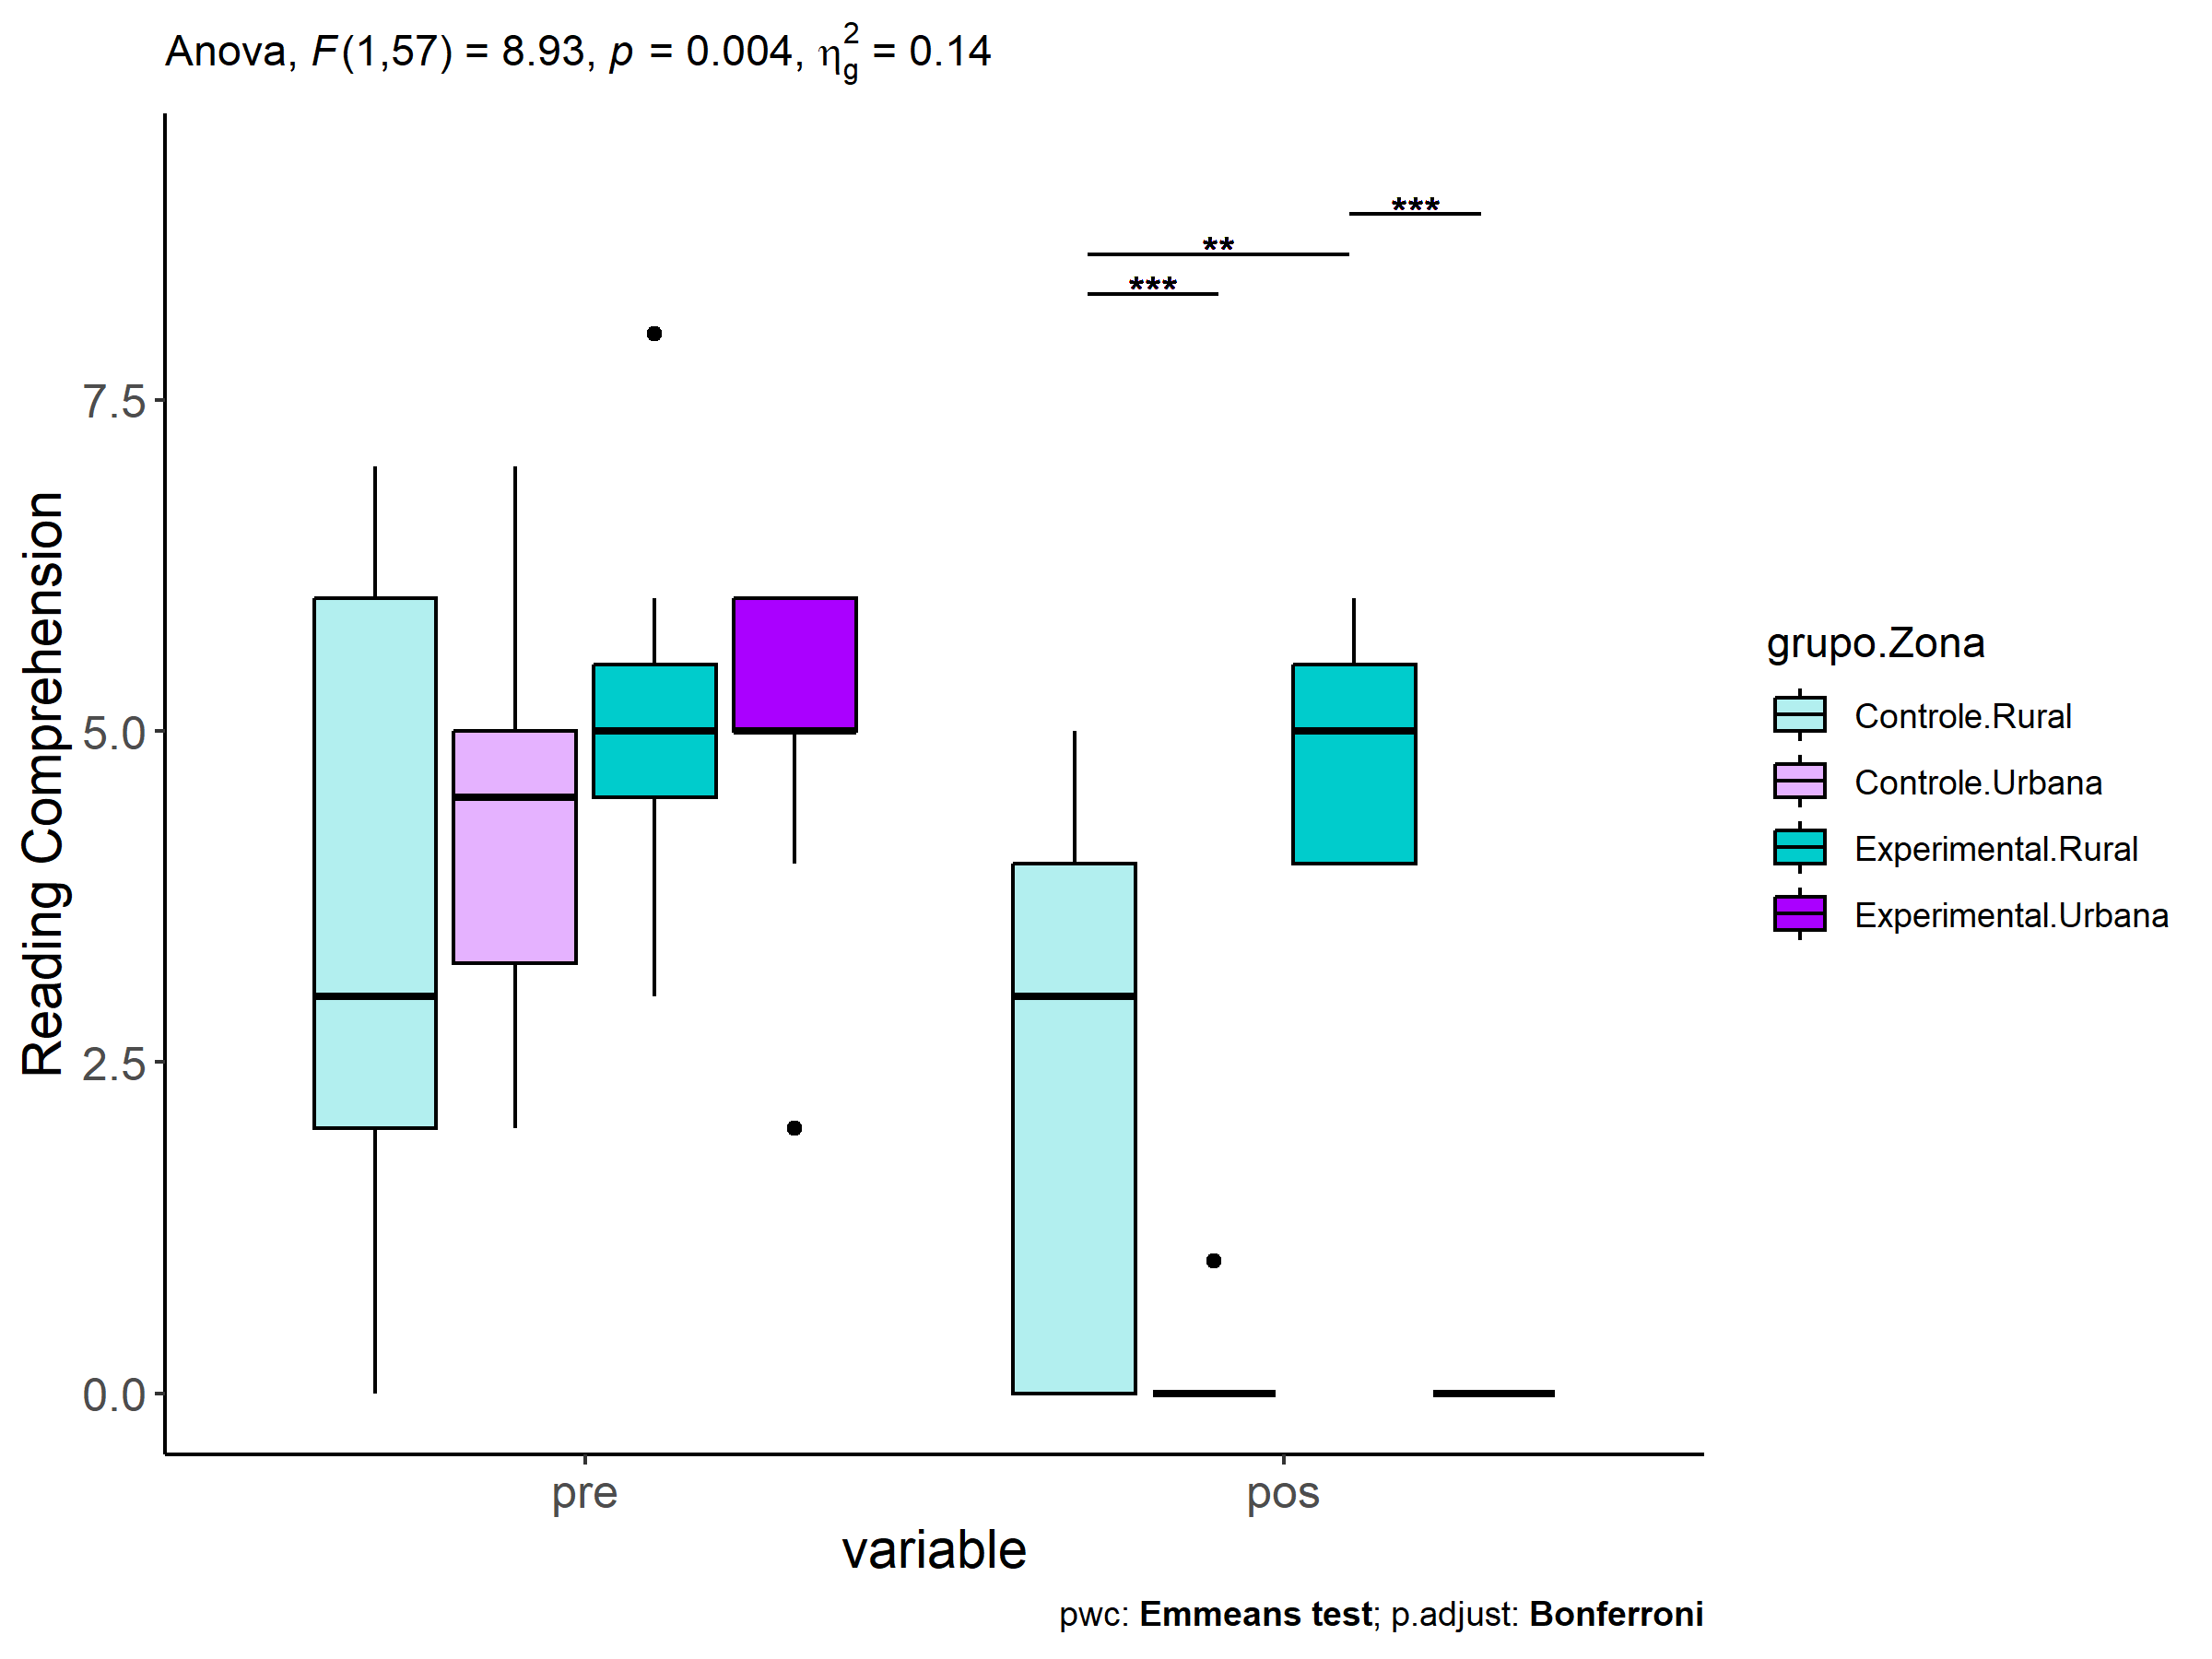 Anova, F(1,57) = 8.93, p = 0.004, η²g = 0.14
***
**
***
7.5
5.0
2.5
0.0
Reading Comprehension
pre
pos
variable
grupo.Zona
Controle.Rural
Controle.Urbana
Experimental.Rural
Experimental.Urbana
pwc: Emmeans test; p.adjust: Bonferroni